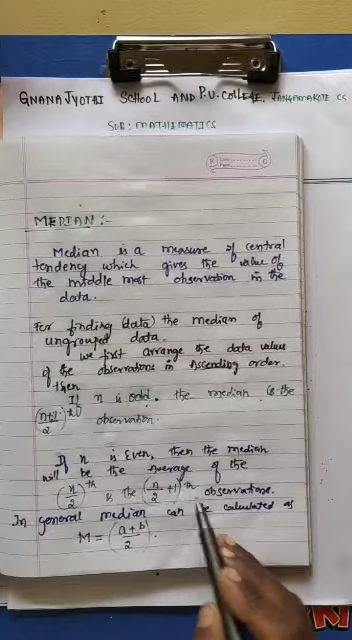 GNANAJYOTHI SCHOOL AND P.U. COLLEGE, JANGAMAKOTE CC
SUB: MATHEMATICS
MEDIAN:-
Median is a measure of central
tendency which gives the value of
the middle most observation in the
data.
For finding (data) the median of
ungrouped data.
we first arrange the data values
of the observations in Ascending order.
then
If n is odd. the median is the
(n+1/2)th observation.
If n is Even, then the median
will be the Average of the
(n/2)th & the (n/2+1)th observations.
In general median can be calculated as
M = (a+b/2).